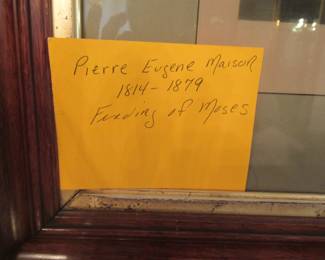 Pierre Eugene Maison
1814 - 1879
Finding of Moses